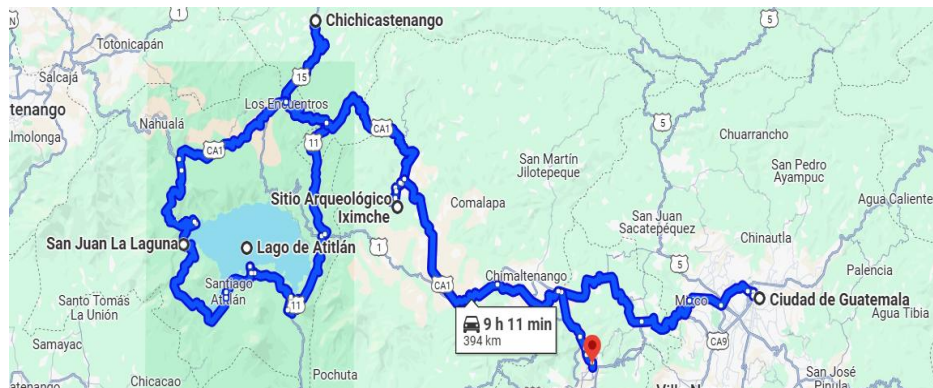 1
Chichicastenango
5
Totonicapán
Salcajá
15
tenango
Los Encuentros
Almolonga
Nahualá
CA1
11
CA1
5
Chuarrancho
San Martín
Jilotepeque
San Pedro
Ayampuc
Sitio Arqueológico
Iximche
Comalapa
Agua Caliente
San Juan
Sacatepéquez
Chinautla
San Juan La Laguna
Lago de Atitlán
1
5
Palencia
Santiago
Atitlán
Chimaltenango
CA1
Santo Tomás
La Unión
11
Mixco
Ciudad de Guatemala
Agua Tibia
9 h 11 min
394 km
Samayac
CA9
San José
Pinula
Chicacao
Pochuta